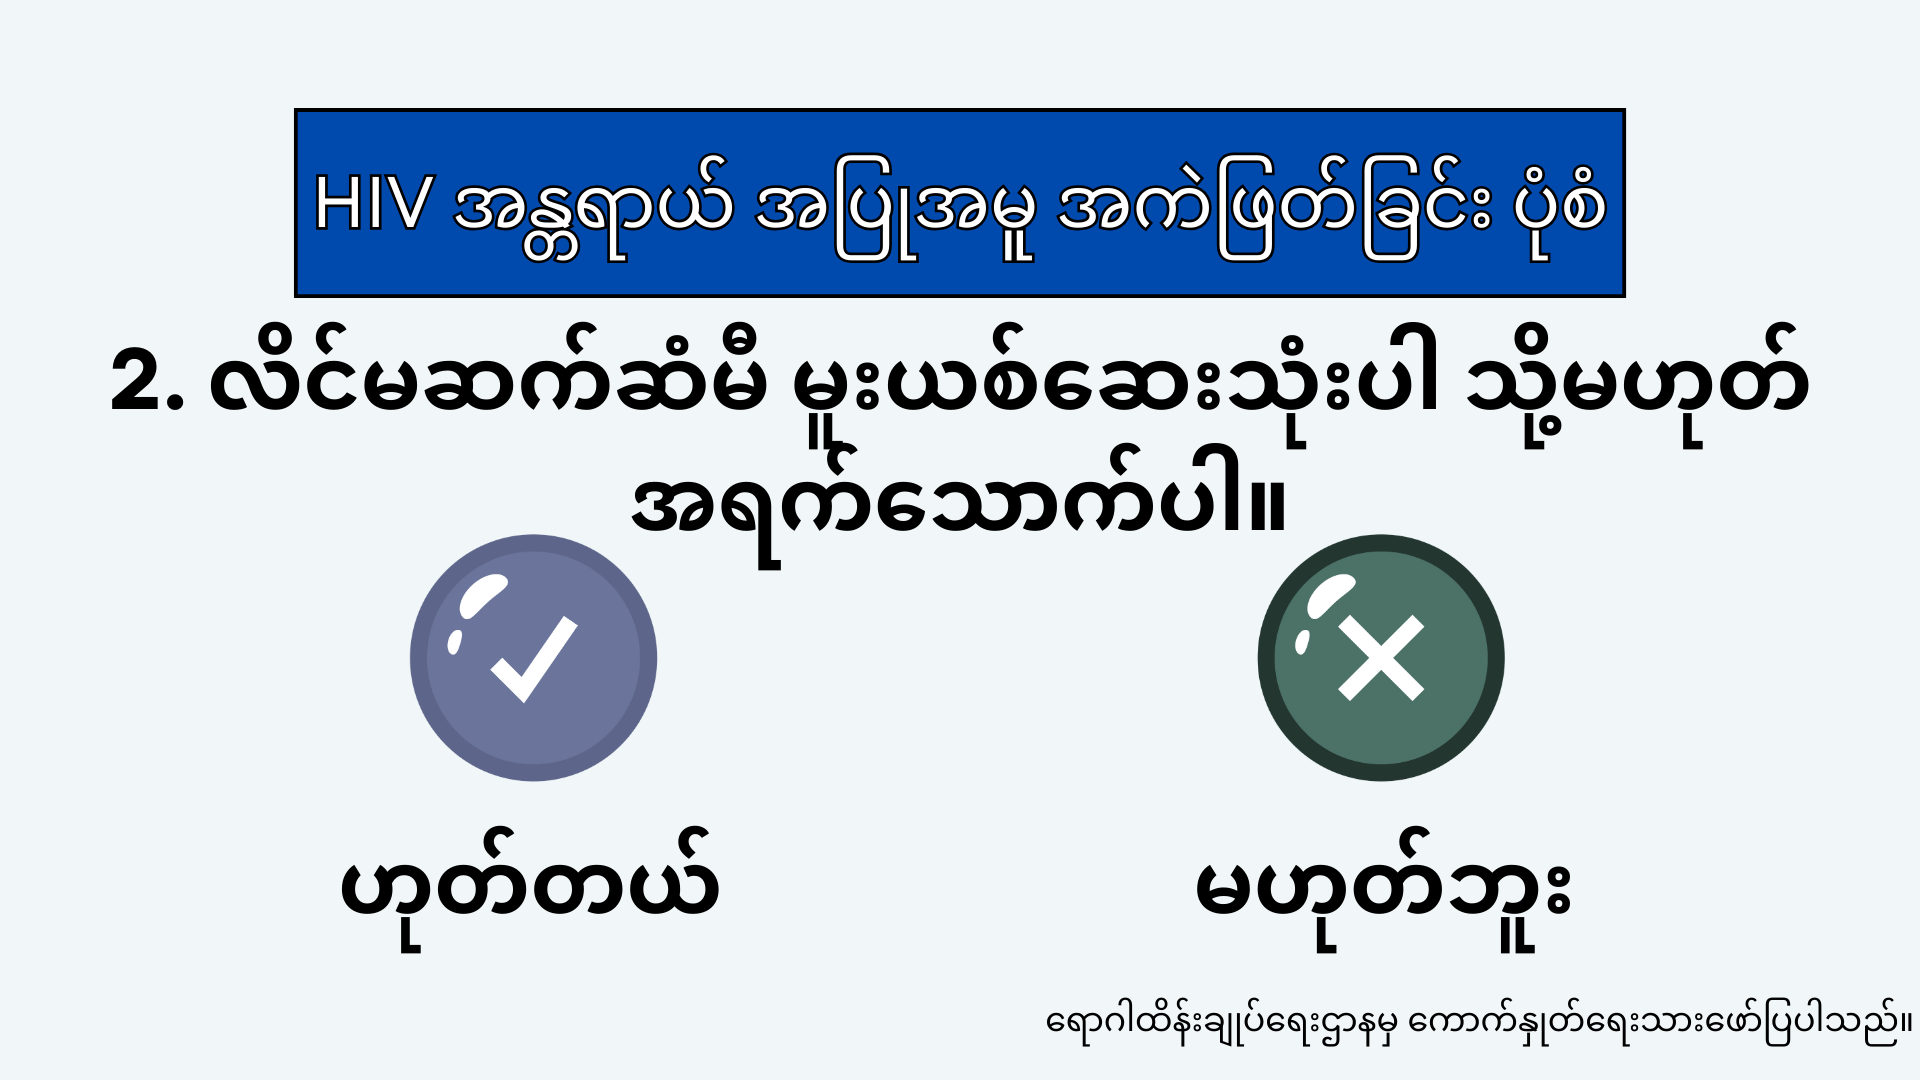 HIV အန္တရာယ် အပြုအမူ အကဲဖြတ်ခြင်း ပုံစံ
2. လိင်မဆက်ဆံမီ မူးယစ်ဆေးသုံးပါ သို့မဟုတ်
အရက်သောက်ပါ။
ဟုတ်တယ်
မဟုတ်ဘူး
ရောဂါထိန်းချုပ်ရေးဌာနမှ ကောက်နှုတ်ရေးသားဖော်ပြပါသည်။